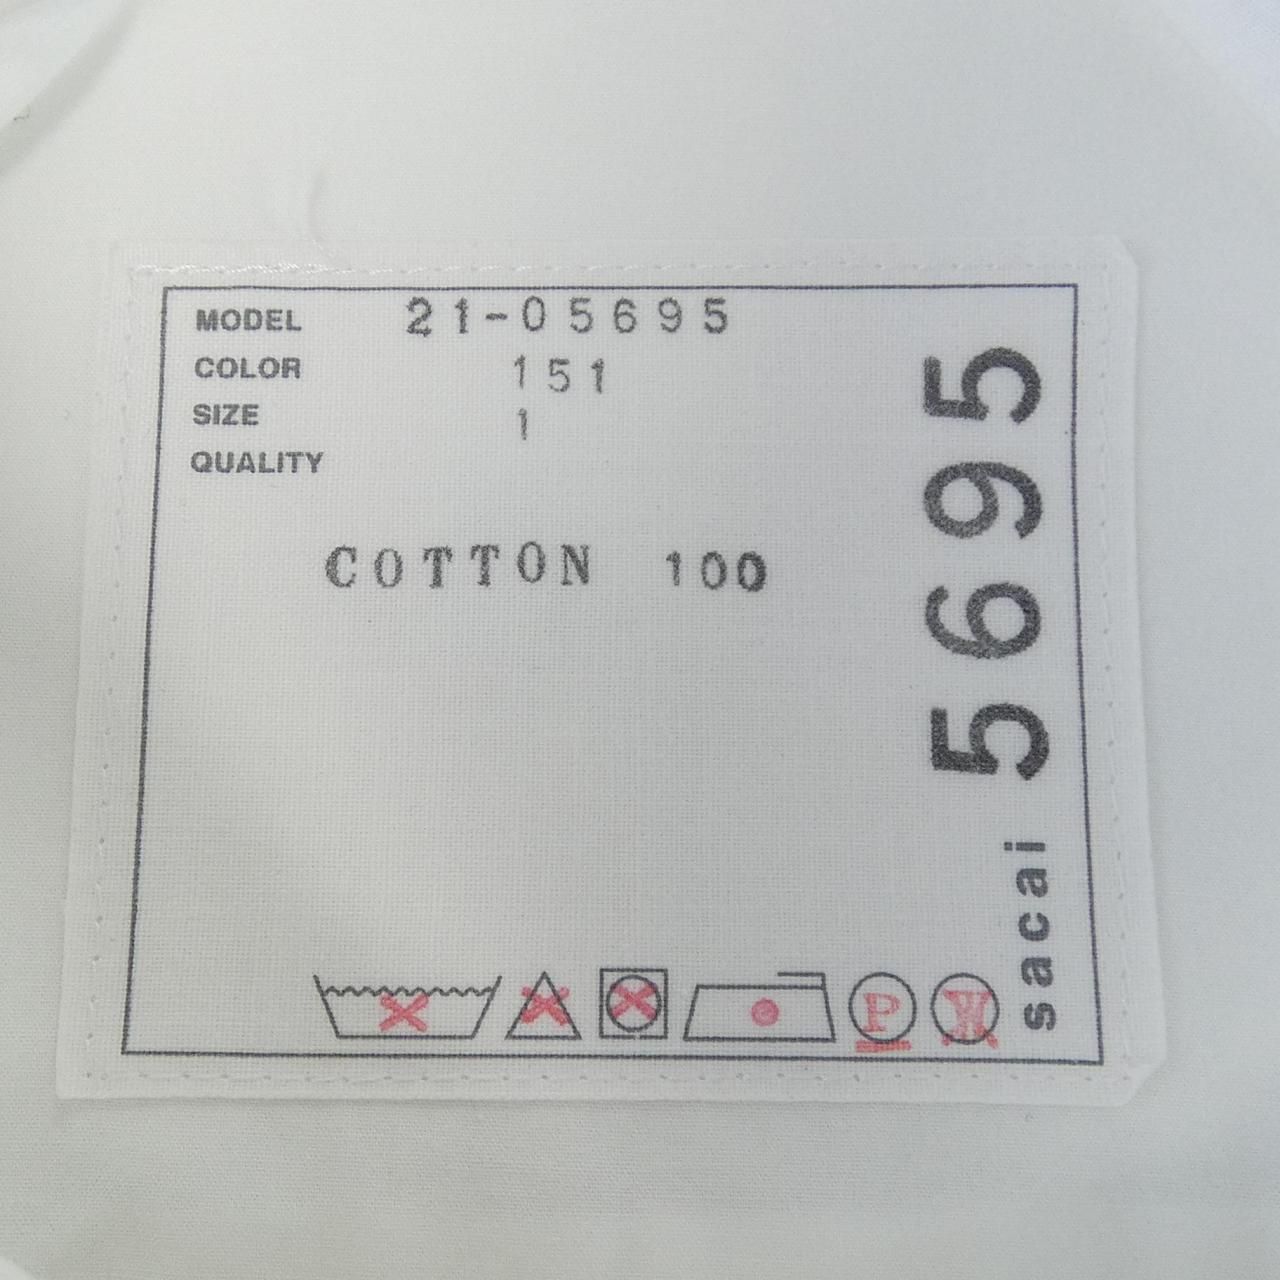 MODEL 21-05695
COLOR 151
SIZE 1
QUALITY
COTTON 100
sacai 5695
P
W